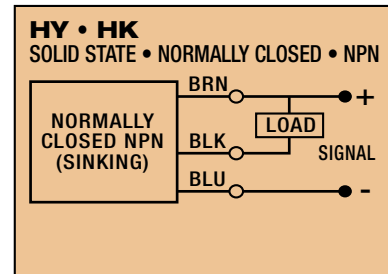 HY • HK
SOLID STATE • NORMALLY CLOSED • NPN
BRN
+
NORMALLY
CLOSED NPN
(SINKING)
LOAD
BLK
SIGNAL
BLU
-